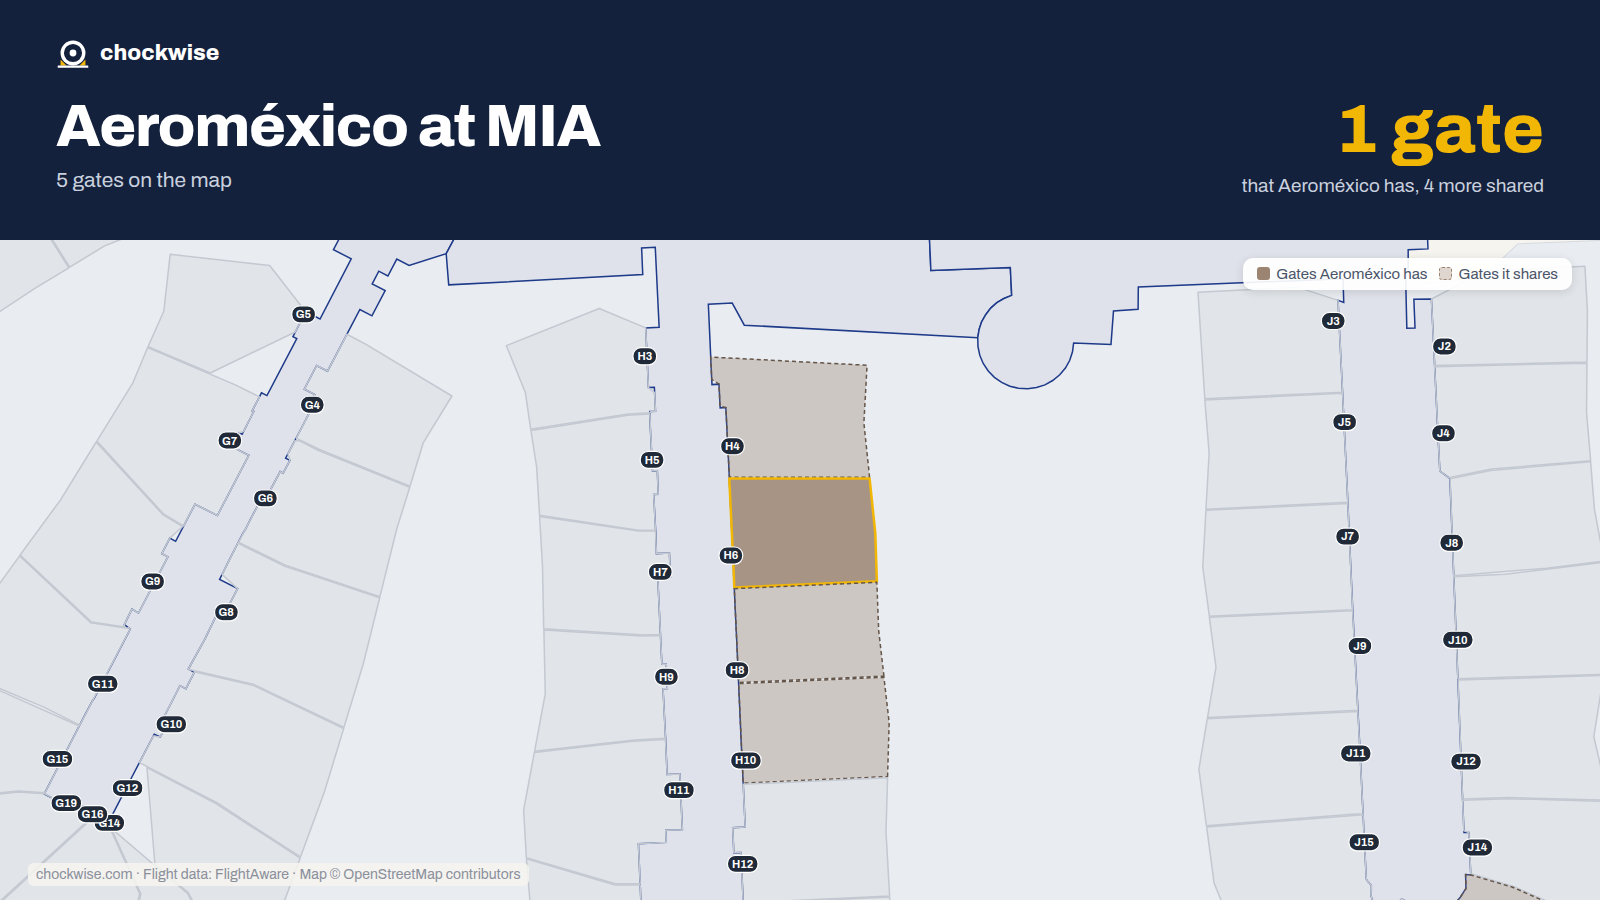 chockwise
Aeroméxico at MIA
5 gates on the map
1 gate
that Aeroméxico has, 4 more shared
Gates Aeroméxico has
Gates it shares
G5
G4
G7
G6
G9
G8
G11
G10
G15
G12
G19
G16
G14
H3
H4
H5
H6
H7
H8
H9
H10
H11
H12
J3
J2
J5
J4
J7
J8
J9
J10
J11
J12
J15
J14
chockwise.com · Flight data: FlightAware · Map © OpenStreetMap contributors